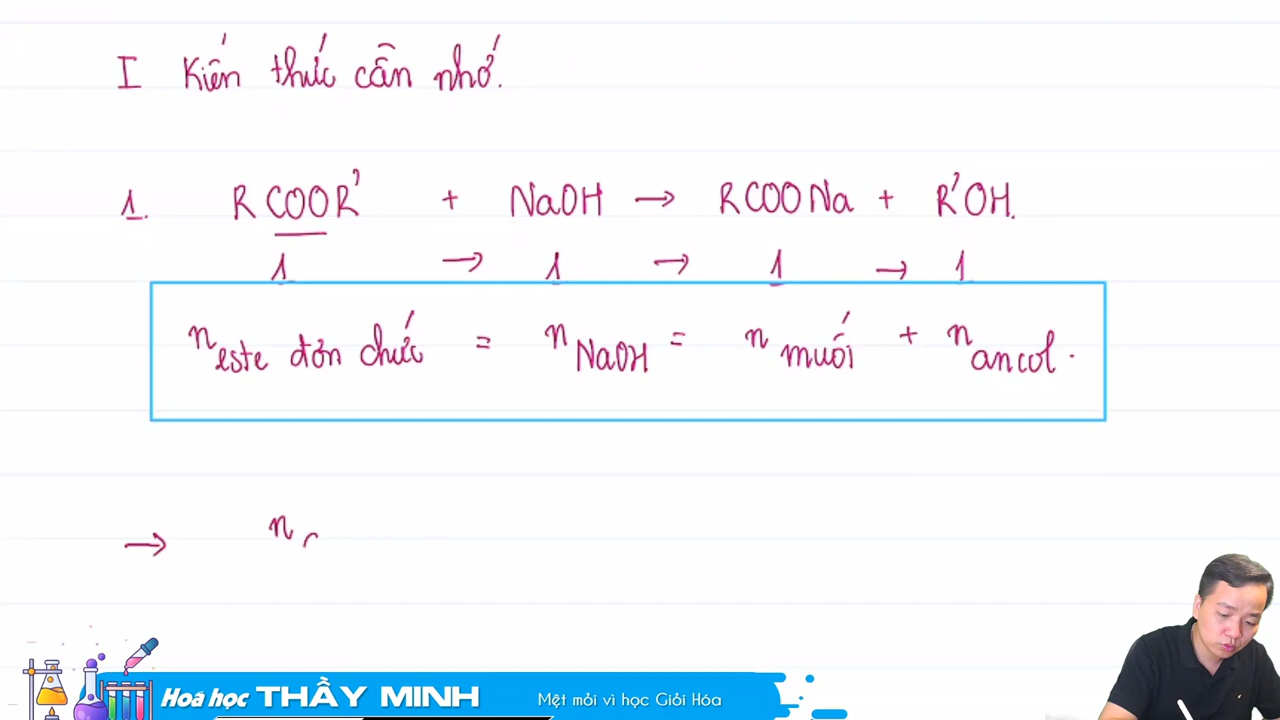 I Kiến thức cần nhớ.
1. RCOOR' + NaOH → RCOONa + R'OH.
1 → 1 → 1 → 1
n este đơn chức = n NaOH = n muối + n ancol.
→ n
Hoá học THẦY MINH Mệt mỏi vì học Giỏi Hóa